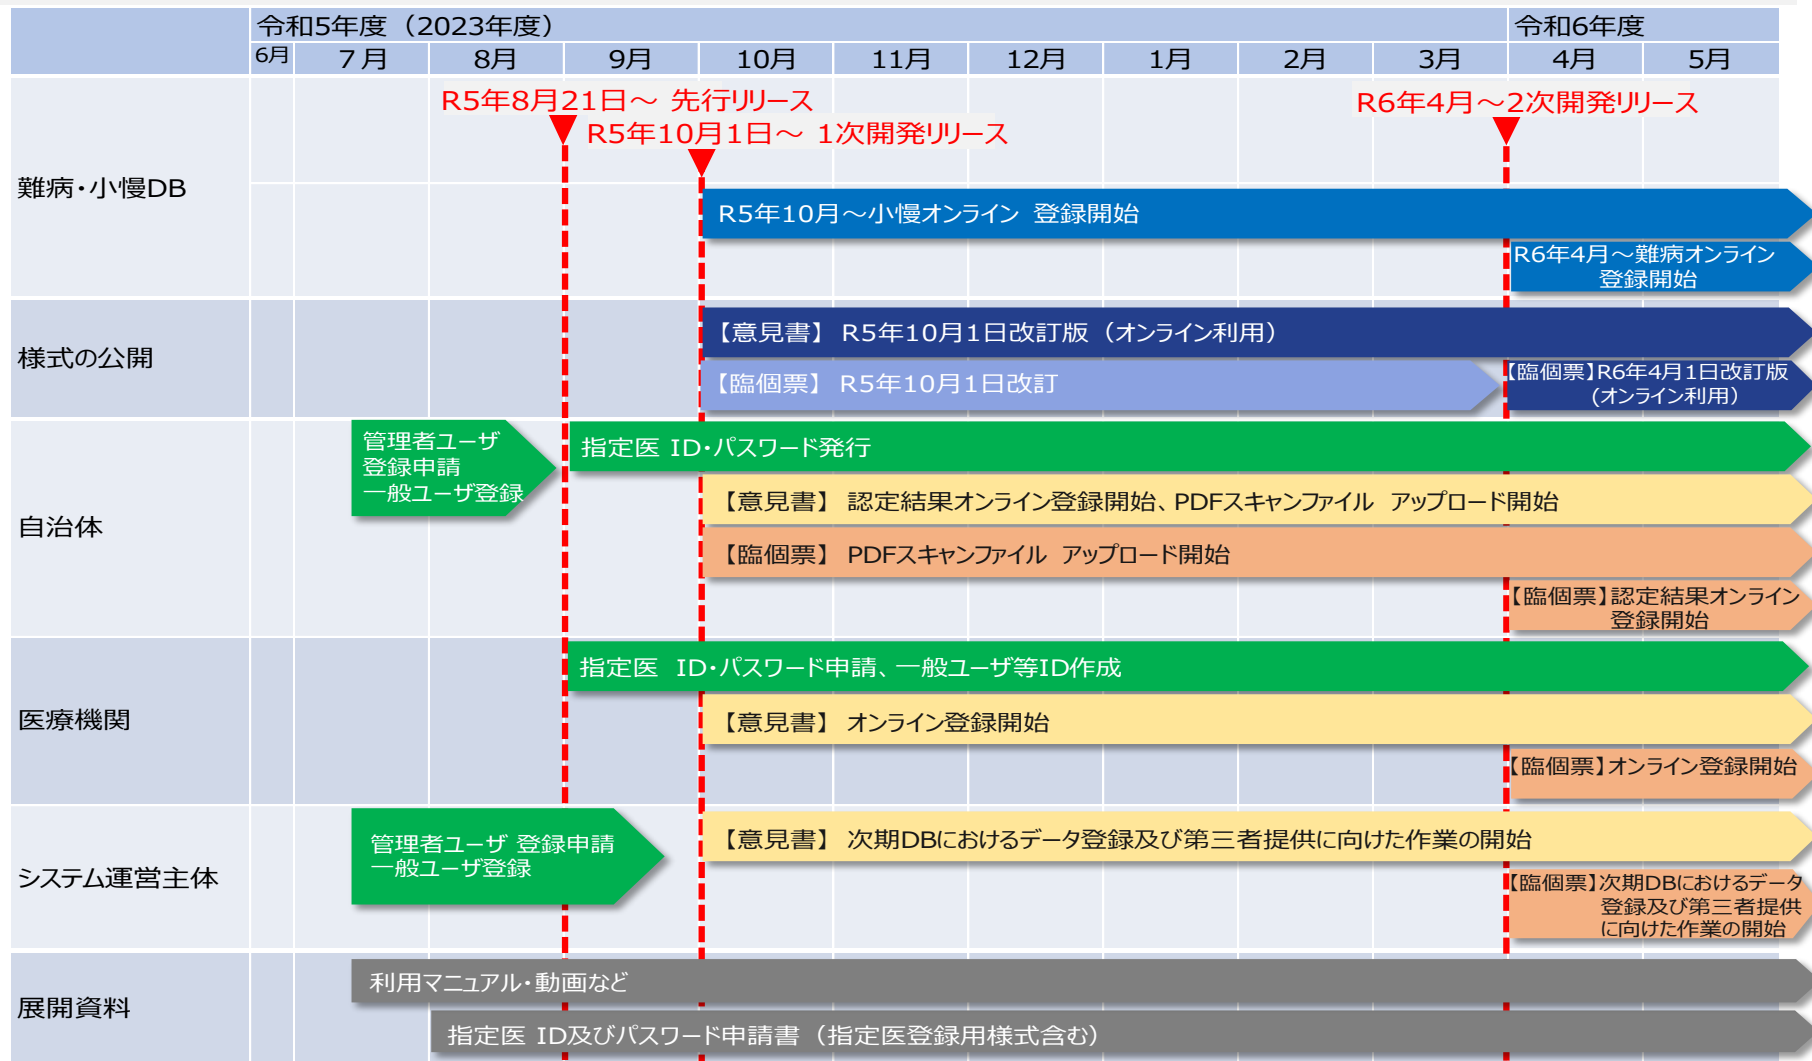 令和5年度（2023年度）
令和6年度
6月
7月
8月
9月
10月
11月
12月
1月
2月
3月
4月
5月
R5年8月21日～ 先行リリース
R5年10月1日～ 1次開発リリース
R6年4月～2次開発リリース
難病・小慢DB
R5年10月～小慢オンライン 登録開始
R6年4月～難病オンライン
登録開始
様式の公開
【意見書】 R5年10月1日改訂版（オンライン利用）
【臨個票】 R5年10月1日改訂
【臨個票】R6年4月1日改訂版
(オンライン利用）
自治体
管理者ユーザ
登録申請
一般ユーザ登録
指定医 ID・パスワード発行
【意見書】 認定結果オンライン登録開始、PDFスキャンファイル アップロード開始
【臨個票】 PDFスキャンファイル アップロード開始
【臨個票】認定結果オンライン
登録開始
医療機関
指定医 ID・パスワード申請、一般ユーザ等ID作成
【意見書】 オンライン登録開始
【臨個票】オンライン登録開始
システム運営主体
管理者ユーザ 登録申請
一般ユーザ登録
【意見書】 次期DBにおけるデータ登録及び第三者提供に向けた作業の開始
【臨個票】次期DBにおけるデータ
登録及び第三者提供
に向けた作業の開始
展開資料
利用マニュアル・動画など
指定医 ID及びパスワード申請書（指定医登録用様式含む）